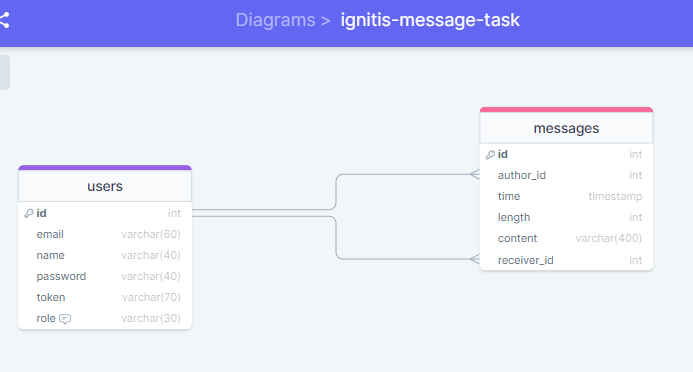 Diagrams > ignitis-message-task
users
id int
email varchar(60)
name varchar(40)
password varchar(40)
token varchar(70)
role varchar(30)
messages
id int
author_id int
time timestamp
length int
content varchar(400)
receiver_id int